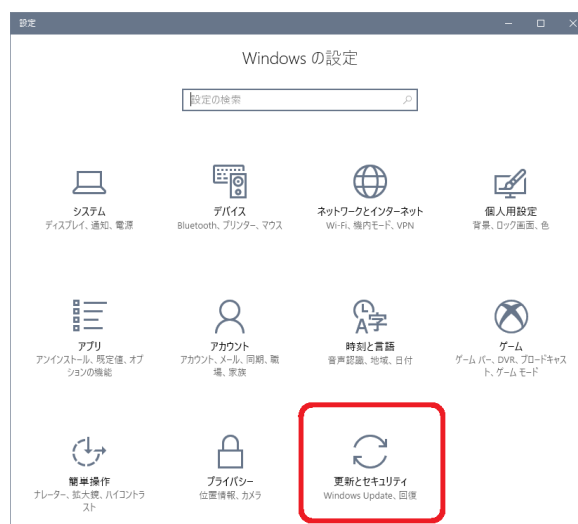 設定
Windows の設定
設定の検索
システム
ディスプレイ、通知、電源
デバイス
Bluetooth、プリンター、マウス
ネットワークとインターネット
Wi-Fi、機内モード、VPN
個人用設定
背景、ロック画面、色
アプリ
アンインストール、既定値、オプ
ションの機能
アカウント
アカウント、メール、同期、職
場、家族
時刻と言語
音声認識、地域、日付
ゲーム
ゲーム バー、DVR、ブロードキャス
ト、ゲーム モード
簡単操作
ナレーター、拡大鏡、ハイコントラ
スト
プライバシー
位置情報、カメラ
更新とセキュリティ
Windows Update、回復